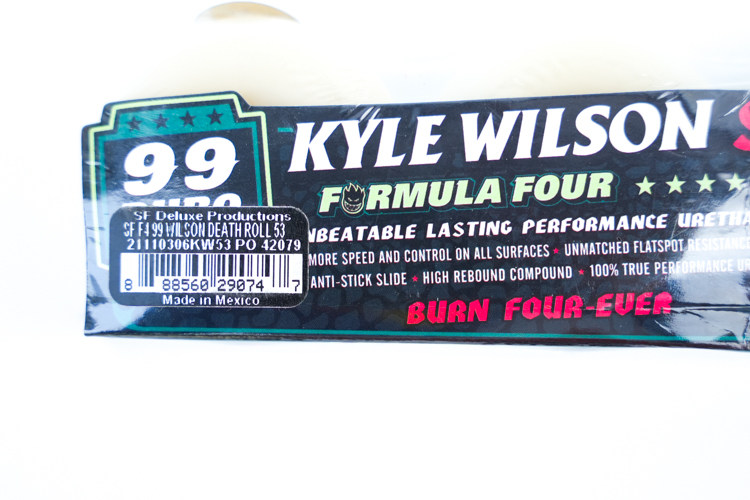 99
KYLE WILSON
FORMULA FOUR
SF Deluxe Productions
SF F4 99 WILSON DEATH ROLL 53
21110306KW53 PO 42079
8 88560 29074 7
Made in Mexico
LASTING PERFORMANCE
MORE SPEED AND CONTROL ON ALL SURFACES ★ UNMATCHED FLATSPOT RESISTANC
ANTI-STICK SLIDE ★ HIGH REBOUND COMPOUND ★ 100% TRUE PERFORMANCE
BURN FOUR-EVER